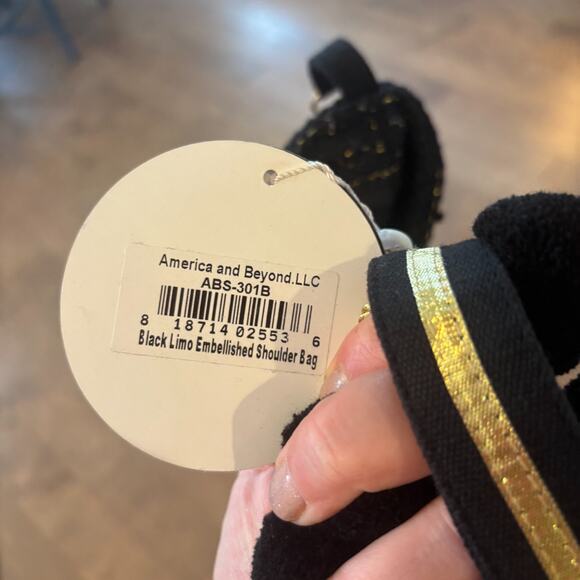 America and Beyond.LLC
ABS-301B
8 18714 02553 6
Black Limo Embellished Shoulder Bag